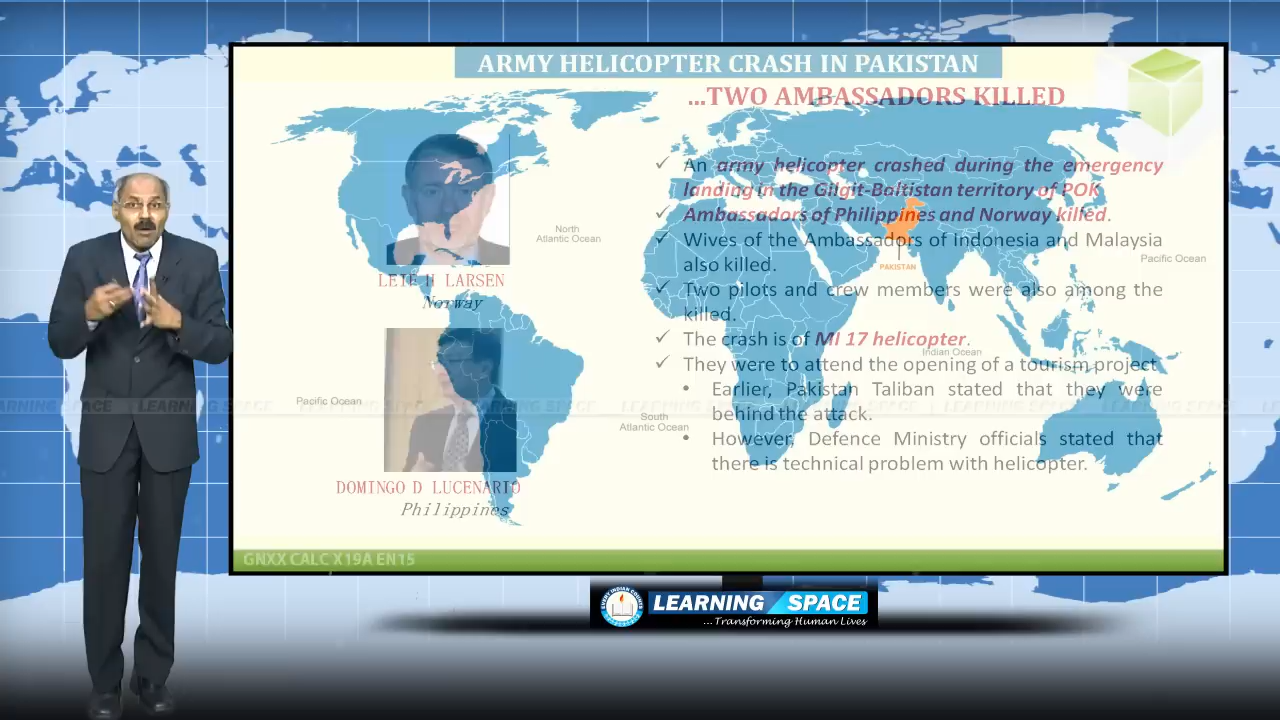 ARMY HELICOPTER CRASH IN PAKISTAN
...TWO AMBASSADORS KILLED
✓ An army helicopter crashed during the emergency
landing in the Gilgit-Baltistan territory of POK
✓ Ambassadors of Philippines and Norway killed.
✓ Wives of the Ambassadors of Indonesia and Malaysia
also killed.
✓ Two pilots and crew members were also among the
killed.
✓ The crash is of MI 17 helicopter.
✓ They were to attend the opening of a tourism project
• Earlier, Pakistan Taliban stated that they were
behind the attack.
• However, Defence Ministry officials stated that
there is technical problem with helicopter.
LEIF H LARSEN
Norway
DOMINGO D LUCENARIO
Philippines
North
Atlantic Ocean
Pacific Ocean
PAKISTAN
Indian Ocean
Pacific Ocean
South
Atlantic Ocean
LEARNING SPACE
GNXX CALC X19A EN15
LEARNING SPACE
...Transforming Human Lives